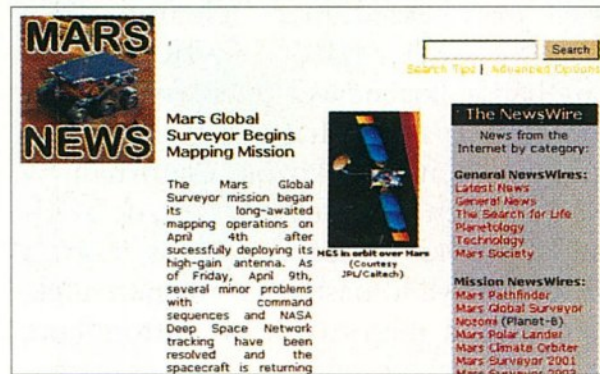 MARS
NEWS
Search
Search Tips | Advanced Options
Mars Global
Surveyor Begins
Mapping Mission
The Mars Global
Surveyor mission began
its long-awaited
mapping operations on
April 4th after
sucessfully deploying its
high-gain antenna. As
of Friday, April 9th,
several minor problems
with command
sequences and NASA
Deep Space Network
tracking have been
resolved and the
spacecraft is returning
MGS in orbit over Mars
(Courtesy
JPL/Caltech)
The NewsWire
News from the
Internet by category:
General NewsWires:
Latest News
General News
The Search for Life
Planetology
Technology
Mars Society
Mission NewsWires:
Mars Pathfinder
Mars Global Surveyor
Nozomi (Planet-B)
Mars Polar Lander
Mars Climate Orbiter
Mars Surveyor 2001
Mars Surveyor 2003